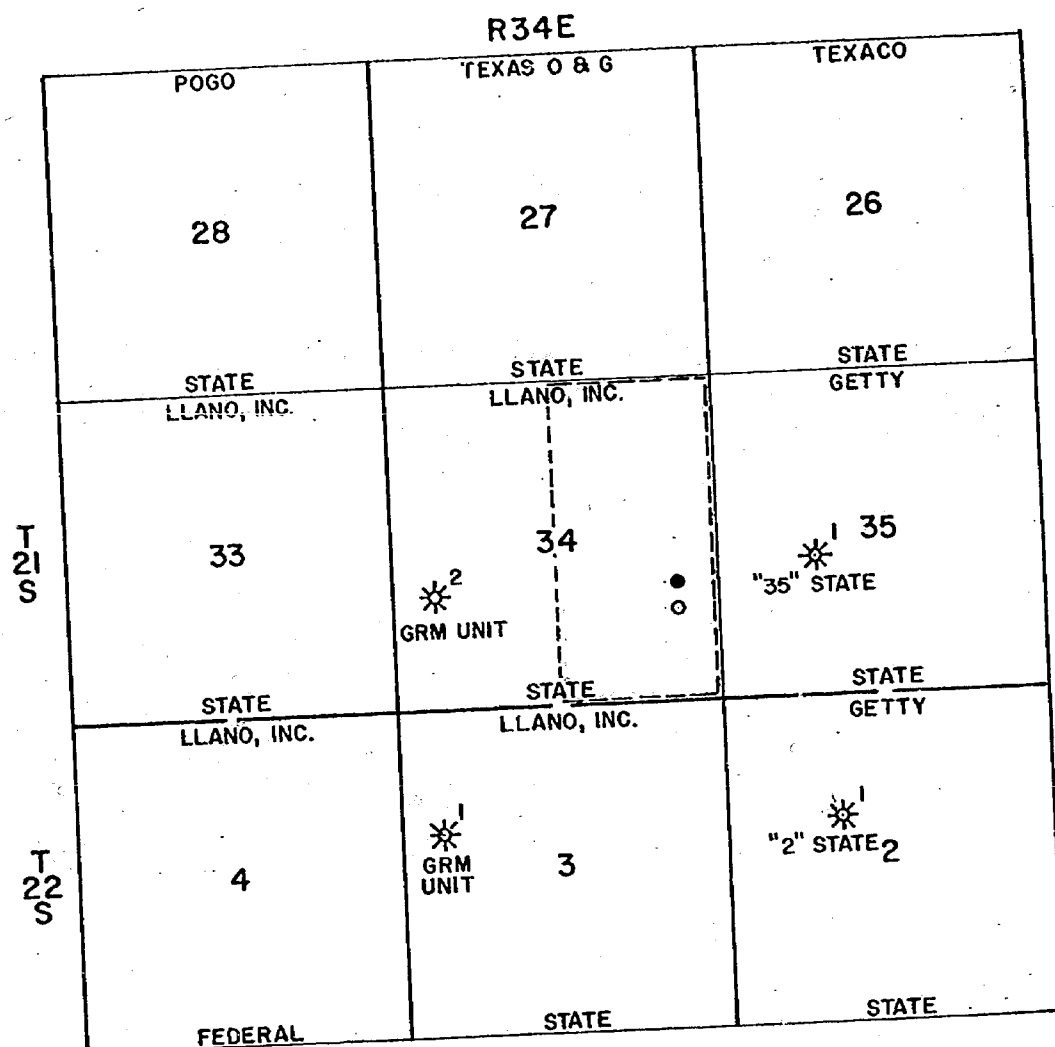 R34E
POGO
TEXAS O & G
TEXACO
28
27
26
STATE
STATE
STATE
LLANO, INC.
LLANO, INC.
GETTY
T
21
S
33
34
35
2
GRM UNIT
1
"35" STATE
STATE
STATE
STATE
LLANO, INC.
LLANO, INC.
GETTY
T
22
S
4
1
GRM
UNIT
3
1
"2" STATE
2
FEDERAL
STATE
STATE